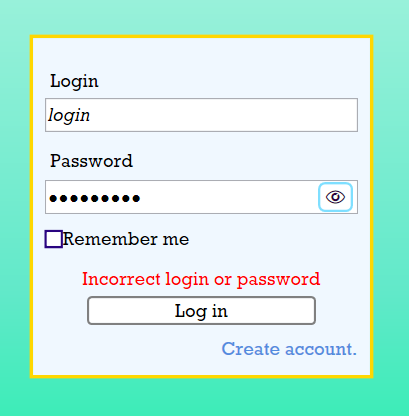 Login
login
Password
•••••••••
Remember me
Incorrect login or password
Log in
Create account.